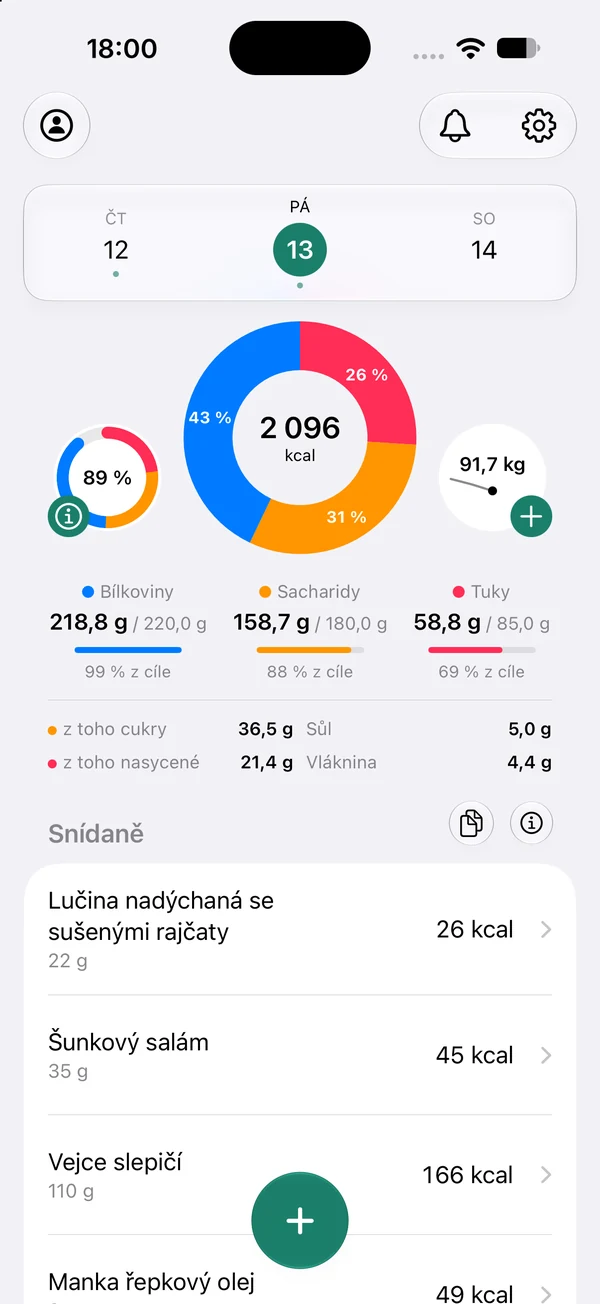 18:00
ČT
PÁ
SO
12
13
14
26 %
43 %
31 %
2 096
kcal
89 %
91,7 kg
Bílkoviny
Sacharidy
Tuky
218,8 g / 220,0 g
158,7 g / 180,0 g
58,8 g / 85,0 g
99 % z cíle
88 % z cíle
69 % z cíle
z toho cukry 36,5 g Sůl 5,0 g
z toho nasycené 21,4 g Vláknina 4,4 g
Snídaně
Lučina nadýchaná se
sušenými rajčaty
22 g
26 kcal
Šunkový salám
35 g
45 kcal
Vejce slepičí
110 g
166 kcal
Manka řepkový olej
49 kcal